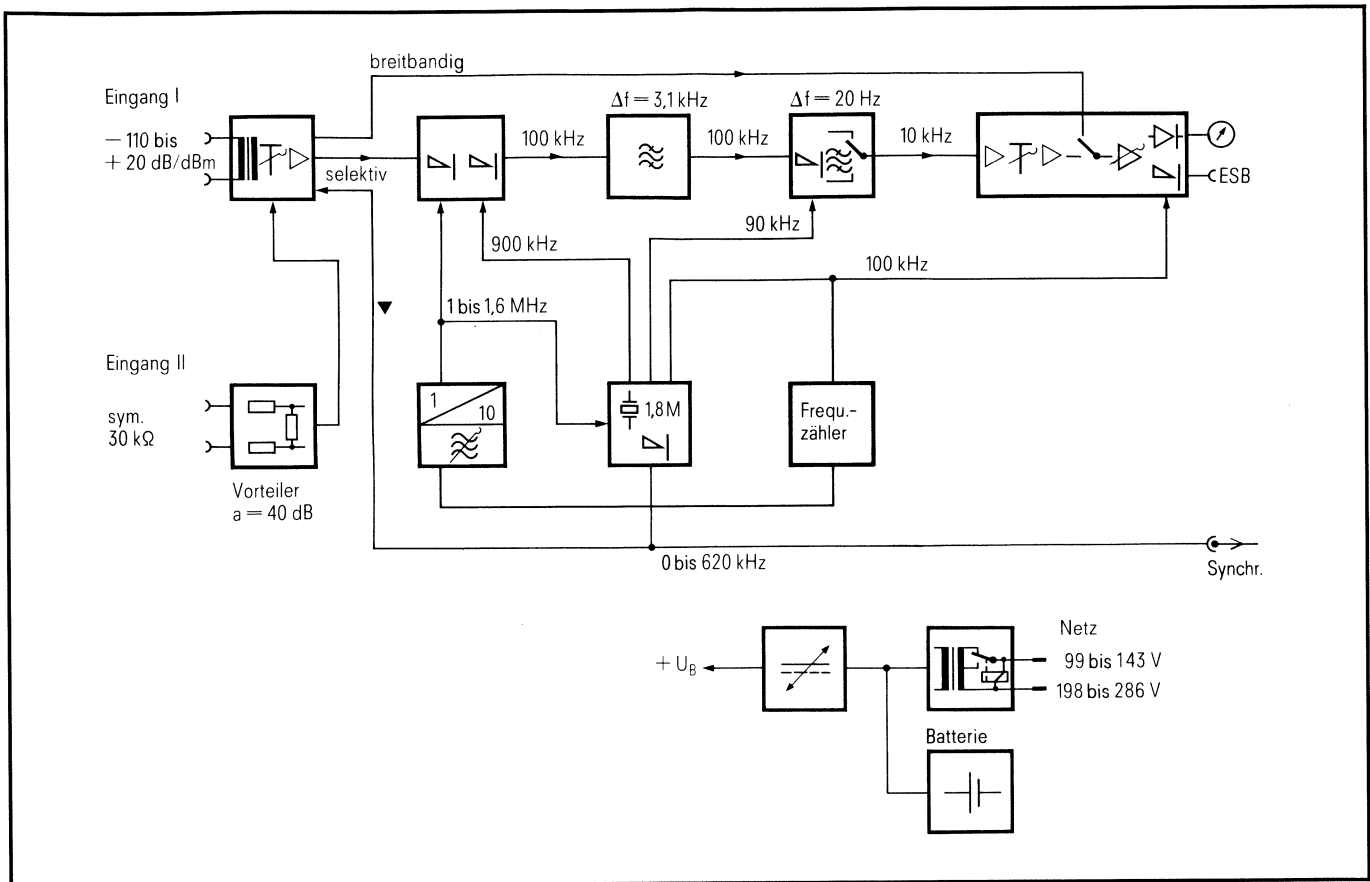 breitbandig
Eingang I
− 110 bis
+ 20 dB/dBm
selektiv
100 kHz
Δf = 3,1 kHz
100 kHz
Δf = 20 Hz
10 kHz
ESB
900 kHz
90 kHz
100 kHz
1 bis 1,6 MHz
Eingang II
sym.
30 kΩ
Vorteiler
a = 40 dB
1
10
1,8M
Frequ.-
zähler
0 bis 620 kHz
Synchr.
+ U_B
Netz
99 bis 143 V
198 bis 286 V
Batterie